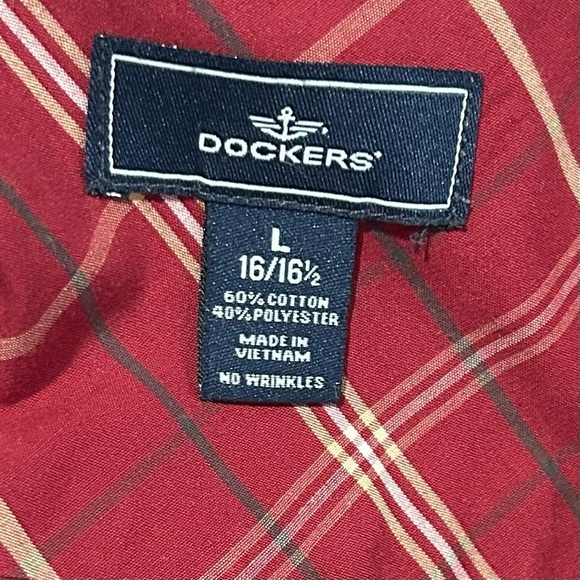 DOCKERS®
L
16/16½
60% COTTON
40% POLYESTER
MADE IN
VIETNAM
NO WRINKLES